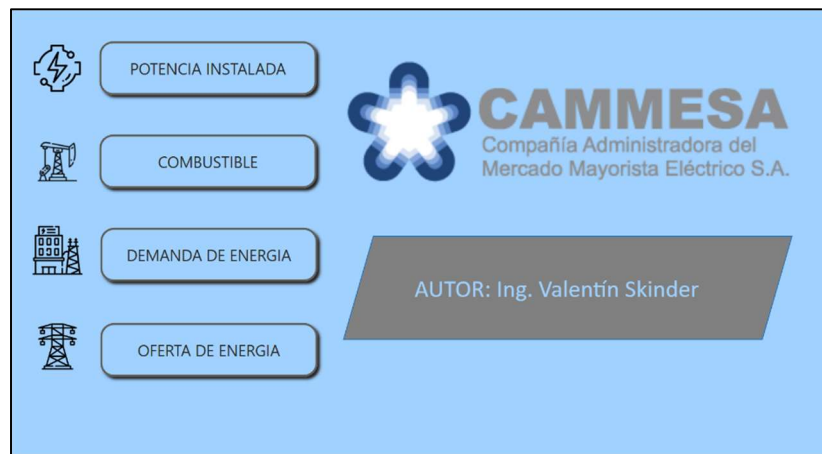 POTENCIA INSTALADA
COMBUSTIBLE
DEMANDA DE ENERGIA
OFERTA DE ENERGIA
CAMMESA
Compañía Administradora del
Mercado Mayorista Eléctrico S.A.
AUTOR: Ing. Valentín Skinder